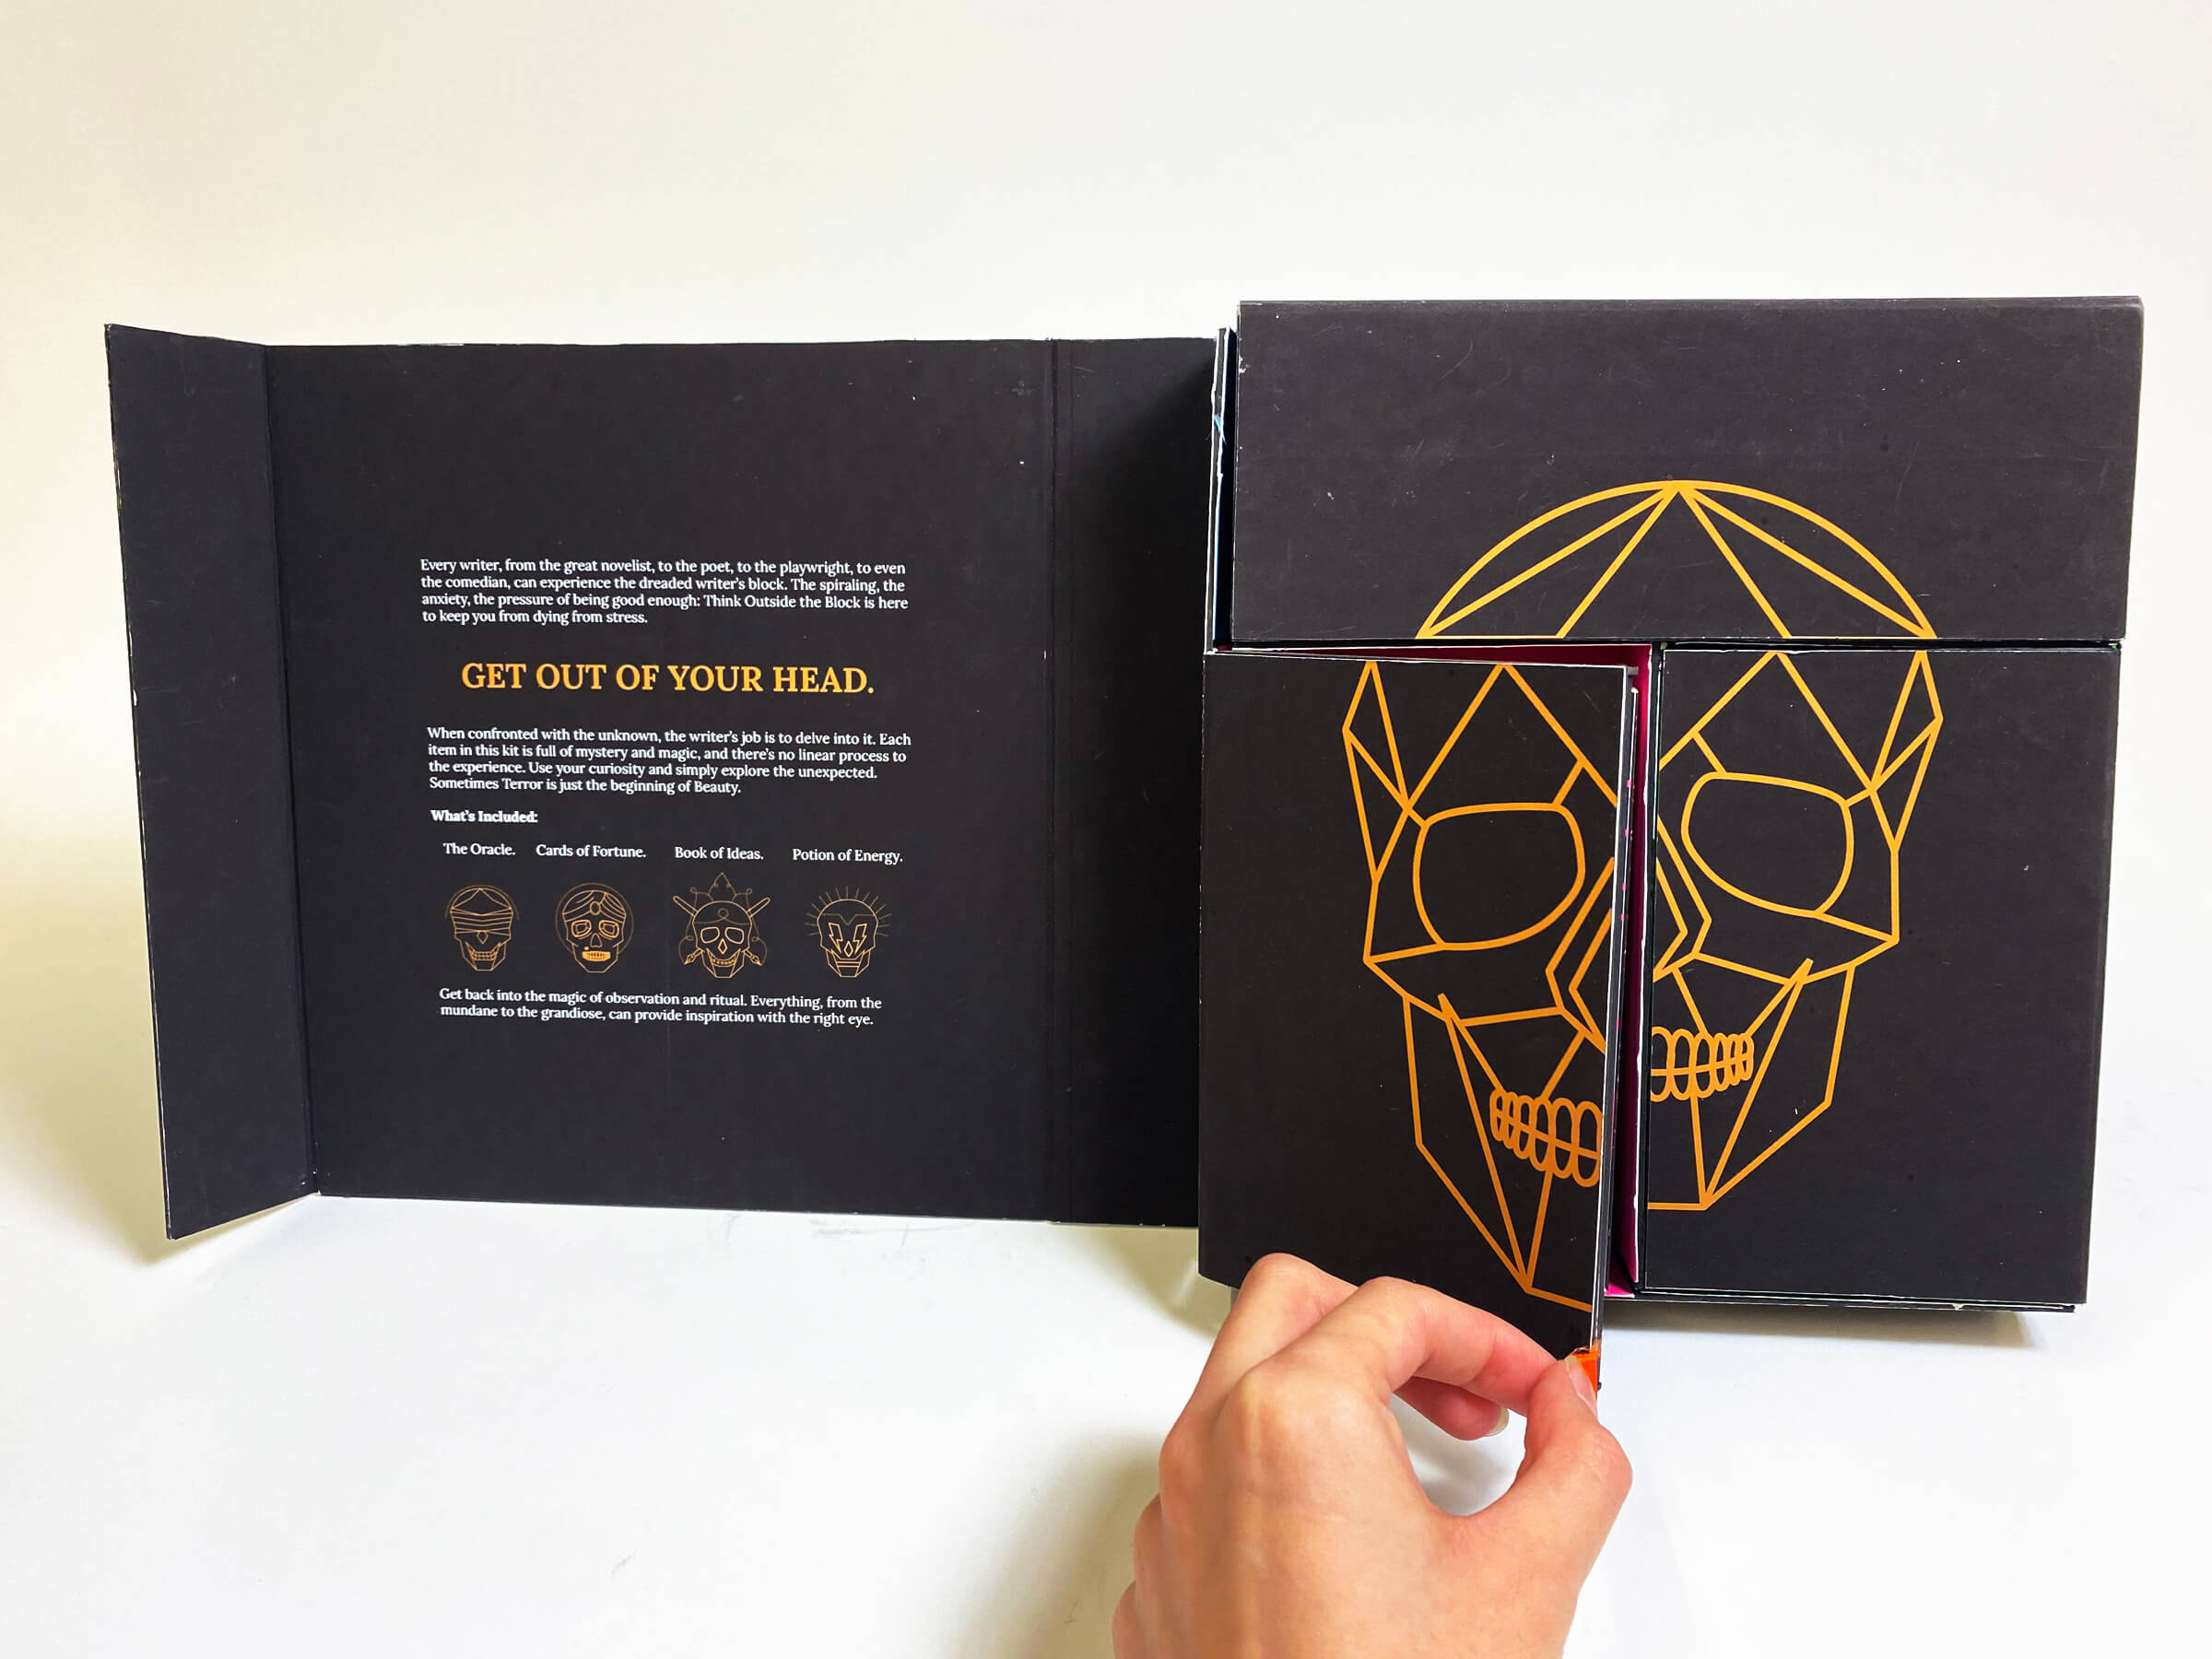 Every writer, from the great novelist, to the poet, to the playwright, to even
the comedian, can experience the dreaded writer's block. The spiraling, the
anxiety, the pressure of being good enough: Think Outside the Block is here
to keep you from dying from stress.
GET OUT OF YOUR HEAD.
When confronted with the unknown, the writer's job is to delve into it. Each
item in this kit is full of mystery and magic, and there's no linear process to
the experience. Use your curiosity and simply explore the unexpected.
Sometimes Terror is just the beginning of Beauty.
What's Included:
The Oracle. Cards of Fortune. Book of Ideas. Potion of Energy.
Get back into the magic of observation and ritual. Everything, from the
mundane to the grandiose, can provide inspiration with the right eye.